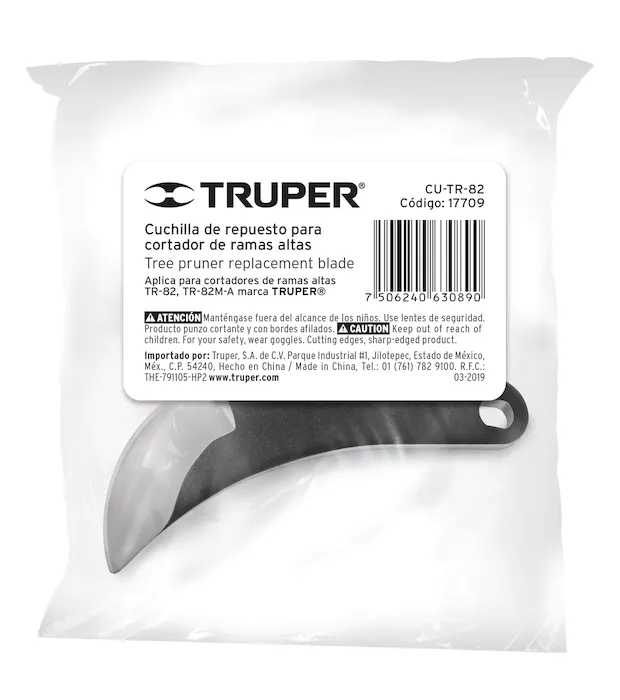 TRUPER®
CU-TR-82
Código: 17709
Cuchilla de repuesto para
cortador de ramas altas
Tree pruner replacement blade
Aplica para cortadores de ramas altas
TR-82, TR-82M-A marca TRUPER®
7 506240 630890
ATENCIÓN Manténgase fuera del alcance de los niños. Use lentes de seguridad.
Producto punzo cortante y con bordes afilados. CAUTION Keep out of reach of
children. For your safety, wear goggles. Cutting edges, sharp-edged product.
Importado por: Truper, S.A. de C.V. Parque Industrial #1, Jilotepec, Estado de México,
Méx., C.P. 54240, Hecho en China / Made in China, Tel.: 01 (761) 782 9100. R.F.C.:
THE-791105-HP2 www.truper.com
03-2019